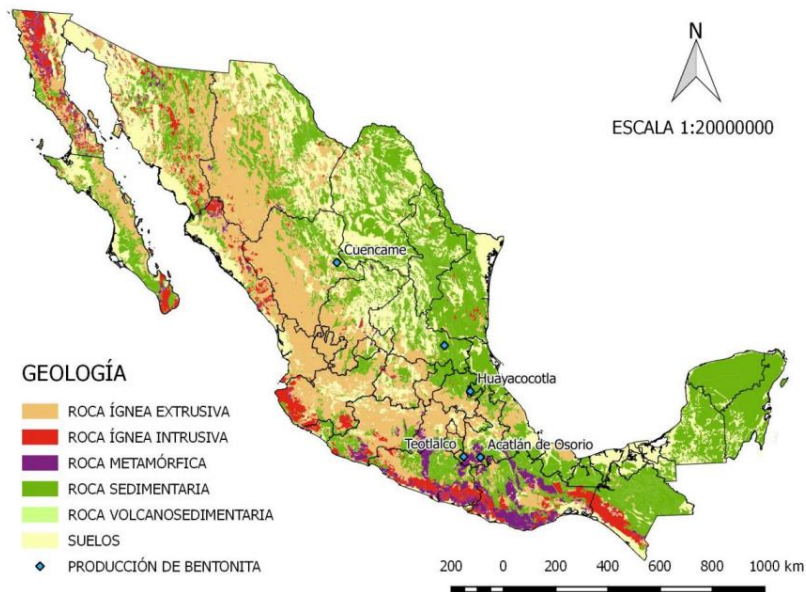 N
ESCALA 1:20000000
Cuencame
Huayacocotla
Teotlalco
Acatlán de Osorio
GEOLOGÍA
ROCA ÍGNEA EXTRUSIVA
ROCA ÍGNEA INTRUSIVA
ROCA METAMÓRFICA
ROCA SEDIMENTARIA
ROCA VOLCANOSEDIMENTARIA
SUELOS
PRODUCCIÓN DE BENTONITA
200 0 200 400 600 800 1000 km